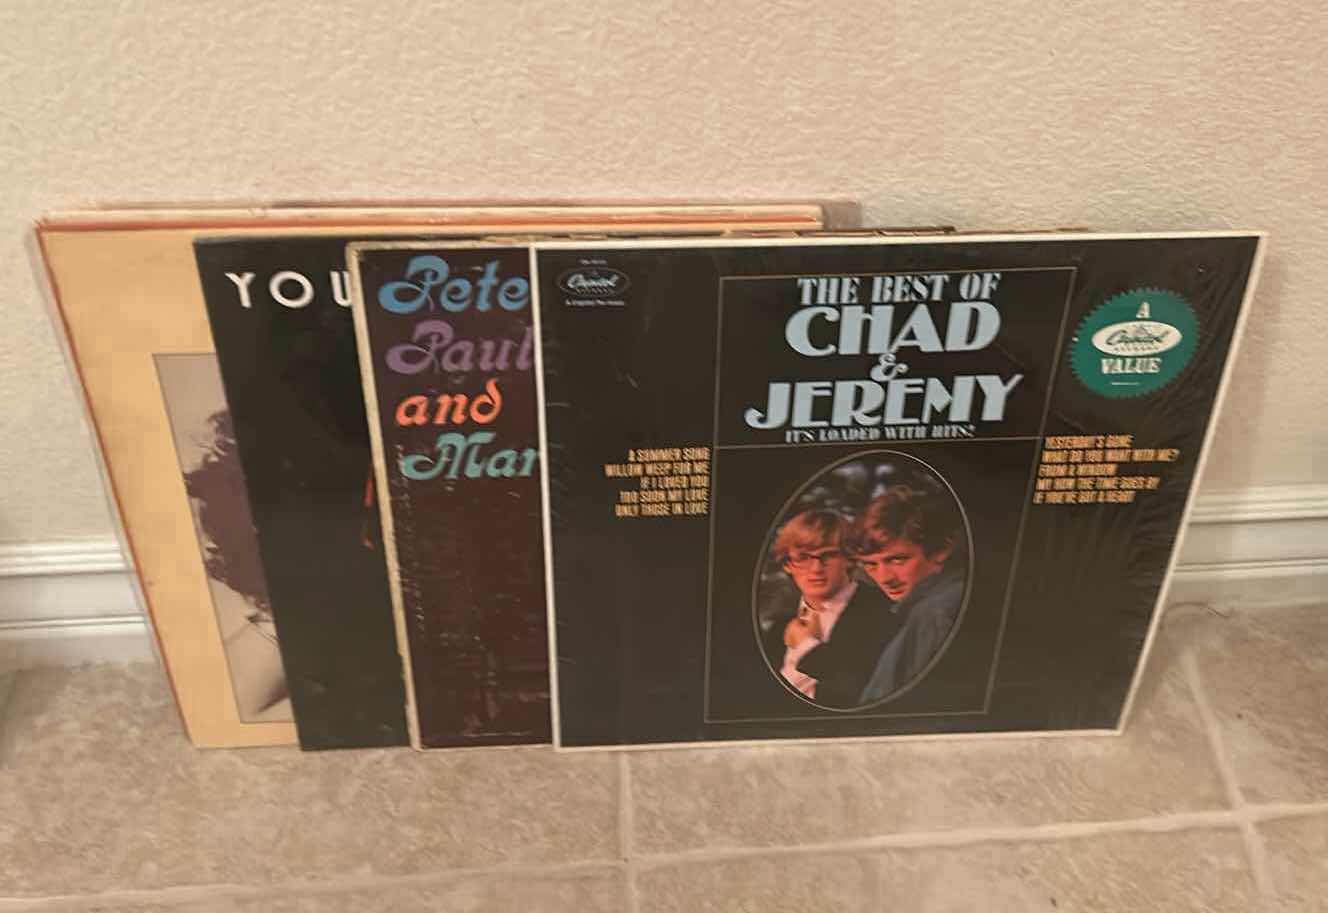 YOU
Pete
Paul
and
Mar
Capitol
THE BEST OF
CHAD
&
JEREMY
IT'S LOADED WITH HITS!
A SUMMER SONG
WILLOW WEEP FOR ME
IF I LOVED YOU
TOO SOON MY LOVE
ONLY THOSE IN LOVE
YESTERDAY'S GONE
WHAT DO YOU WANT WITH ME?
FROM A WINDOW
MY HOW THE TIME GOES BY
IF YOU'VE GOT A HEART
A
Capitol
RECORDS
VALUE